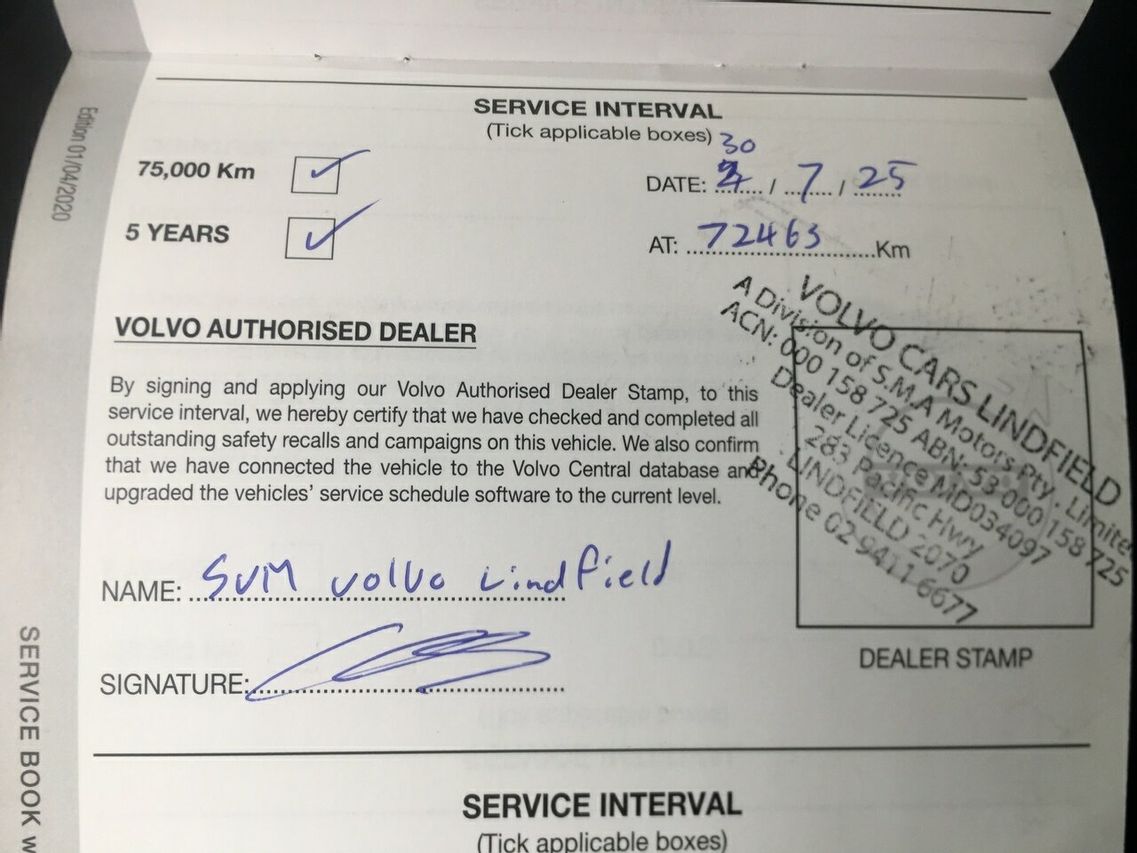 SERVICE INTERVAL
(Tick applicable boxes)
75,000 Km
30
DATE: / 7 / 25
5 YEARS
AT: 72463 Km
VOLVO AUTHORISED DEALER
By signing and applying our Volvo Authorised Dealer Stamp, to this
service interval, we hereby certify that we have checked and completed all
outstanding safety recalls and campaigns on this vehicle. We also confirm
that we have connected the vehicle to the Volvo Central database and
upgraded the vehicles' service schedule software to the current level.
VOLVO CARS LINDFIELD
A Division of S.M.A Motors Pty. Limite
ACN: 000 158 725 ABN: 53 000 158 725
Dealer Licence MD034097
283 Pacific Hwy
LINDFIELD 2070
Phone 02 9411 6677
NAME: SVM Volvo Lindfield
SIGNATURE:
DEALER STAMP
SERVICE INTERVAL
(Tick applicable boxes)
Edition 01/04/2020
SERVICE BOOK